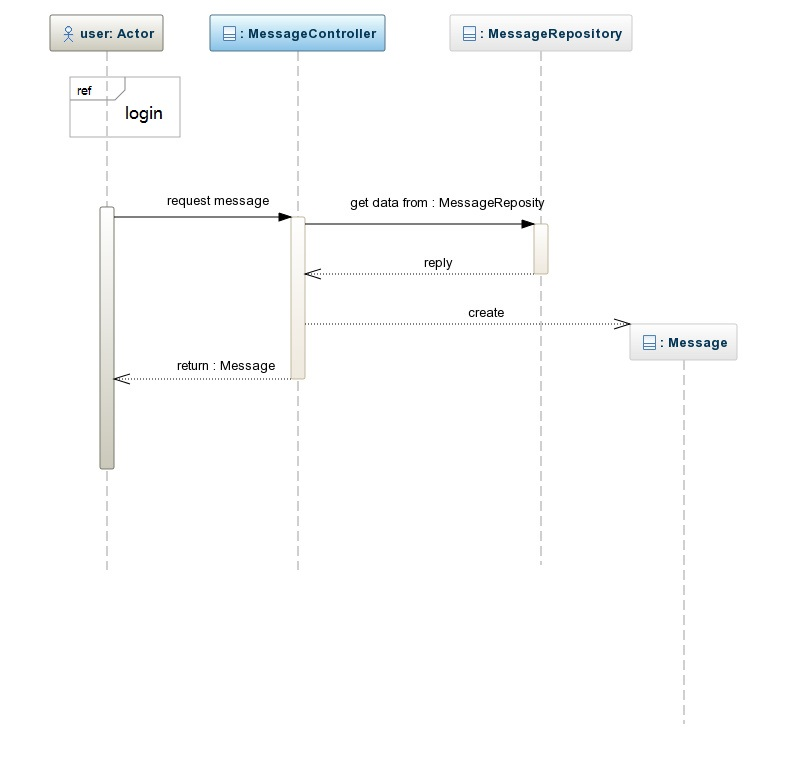 user: Actor
: MessageController
: MessageRepository
ref
login
request message
get data from : MessageReposity
reply
create
: Message
return : Message